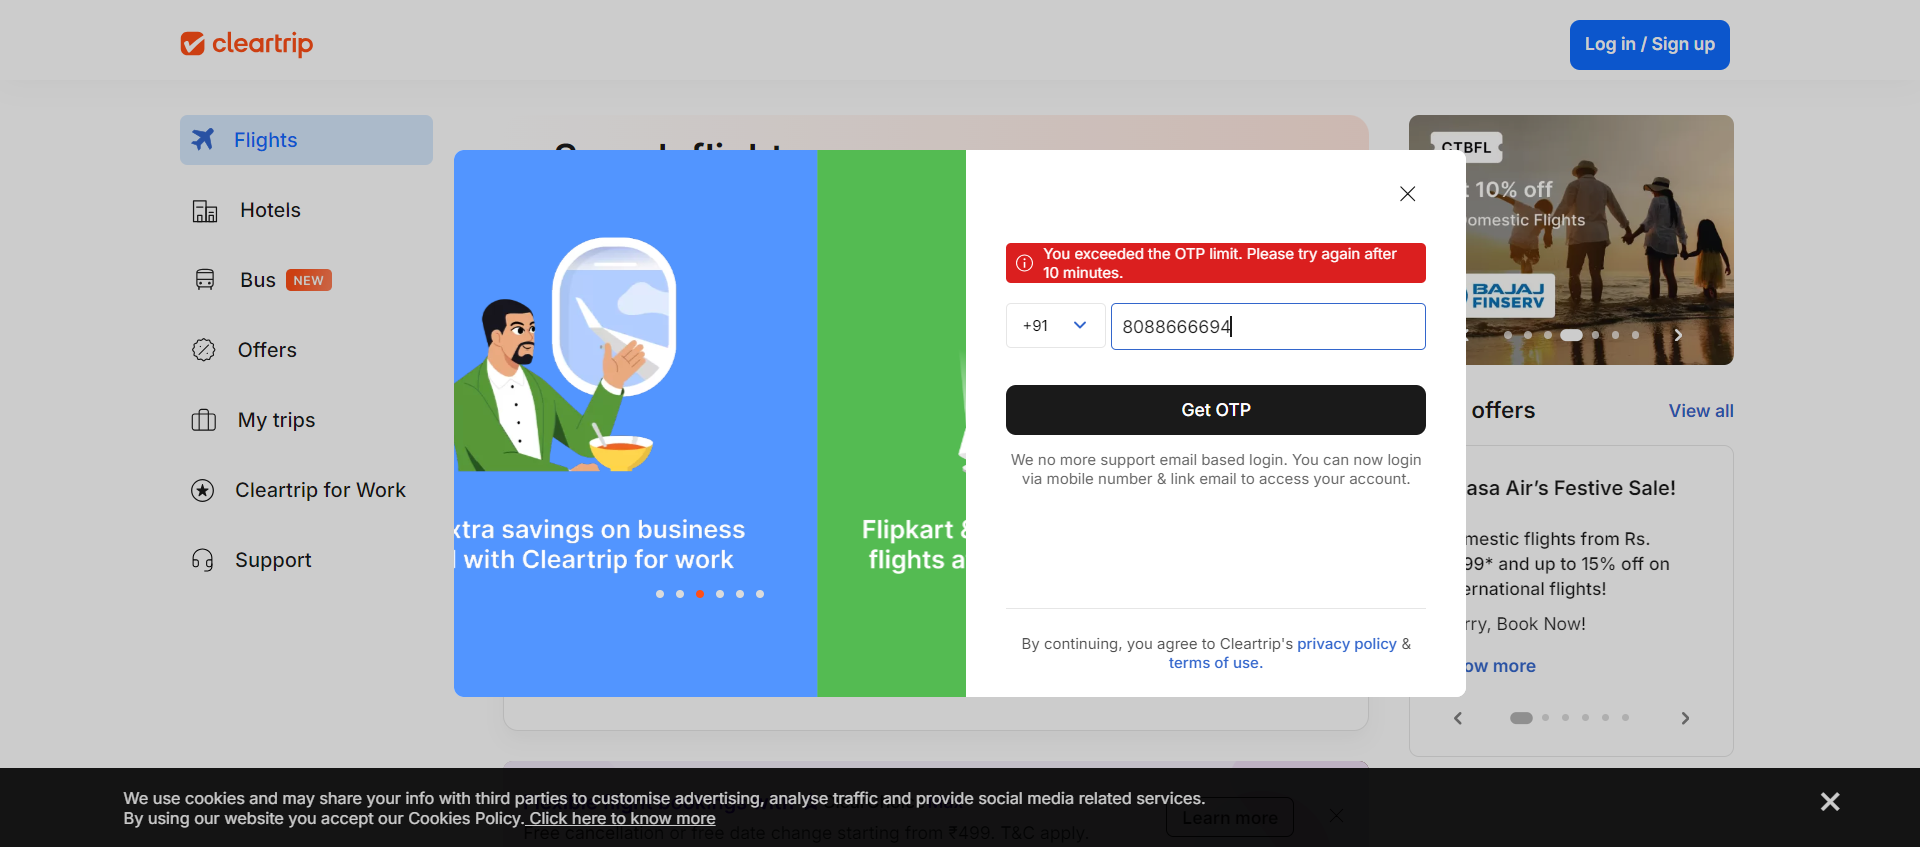 cleartrip
Log in / Sign up
Flights
Hotels
Bus NEW
Offers
My trips
Cleartrip for Work
Support
CTBFL
10% off
Domestic Flights
BAJAJ
FINSERV
You exceeded the OTP limit. Please try again after
10 minutes.
+91
8088666694
Get OTP
We no more support email based login. You can now login
via mobile number & link email to access your account.
xtra savings on business
with Cleartrip for work
Flipkart &
flights a
By continuing, you agree to Cleartrip's privacy policy &
terms of use.
offers
View all
asa Air's Festive Sale!
mestic flights from Rs.
99* and up to 15% off on
ernational flights!
rry, Book Now!
ow more
We use cookies and may share your info with third parties to customise advertising, analyse traffic and provide social media related services.
By using our website you accept our Cookies Policy. Click here to know more
Free cancellation or free date change starting from ₹499. T&C apply.
Learn more